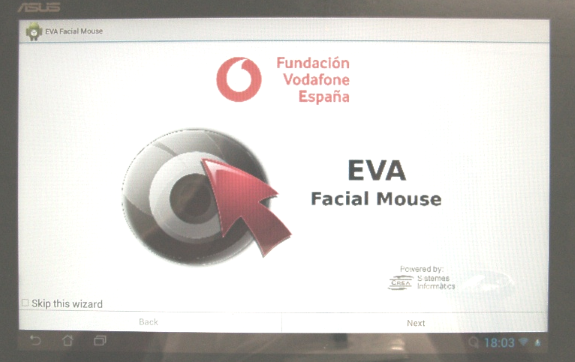 ASUS
EVA Facial Mouse
Fundación
Vodafone
España
EVA
Facial Mouse
Powered by:
CREA
Sistemes
Informàtics
Skip this wizard
Back
Next
18:03